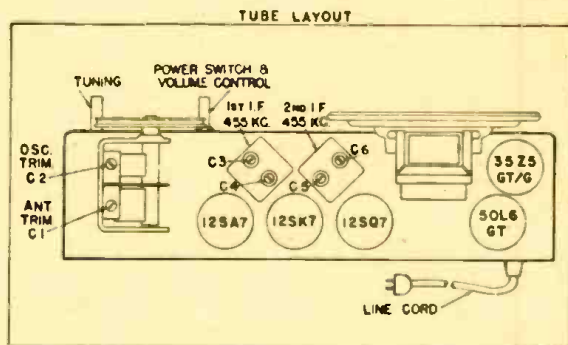 TUBE LAYOUT
TUNING
POWER SWITCH &
VOLUME CONTROL
1ST I.F
455 KC.
2ND I.F
455 KC.
OSC.
TRIM
C2
ANT
TRIM
C1
C3
C4
C6
C5
12SA7
12SK7
12SQ7
35Z5
GT/G
50L6
GT
LINE CORD